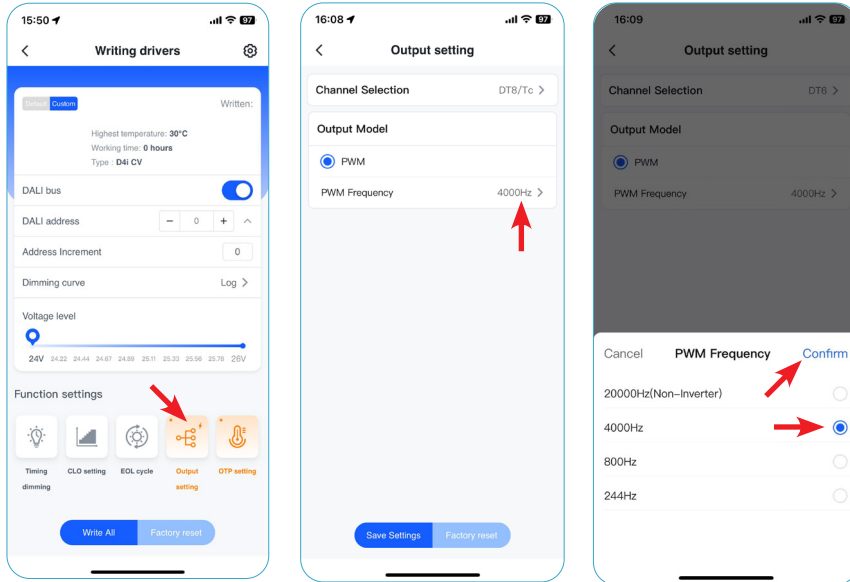 15:50
97
Writing drivers
Default Custom
Written:
Highest temperature: 30°C
Working time: 0 hours
Type : D4i CV
DALI bus
DALI address
− 0 +
Address Increment
0
Dimming curve
Log
Voltage level
24V 24.22 24.44 24.67 24.89 25.11 25.33 25.56 25.78 26V
Function settings
Timing dimming
CLO setting
EOL cycle
Output setting
OTP setting
Write All
Factory reset
16:08
97
Output setting
Channel Selection
DT8/Tc
Output Model
PWM
PWM Frequency
4000Hz
Save Settings
Factory reset
16:09
97
Output setting
Channel Selection
DT6
Output Model
PWM
PWM Frequency
4000Hz
Cancel
PWM Frequency
Confirm
20000Hz(Non-Inverter)
4000Hz
800Hz
244Hz